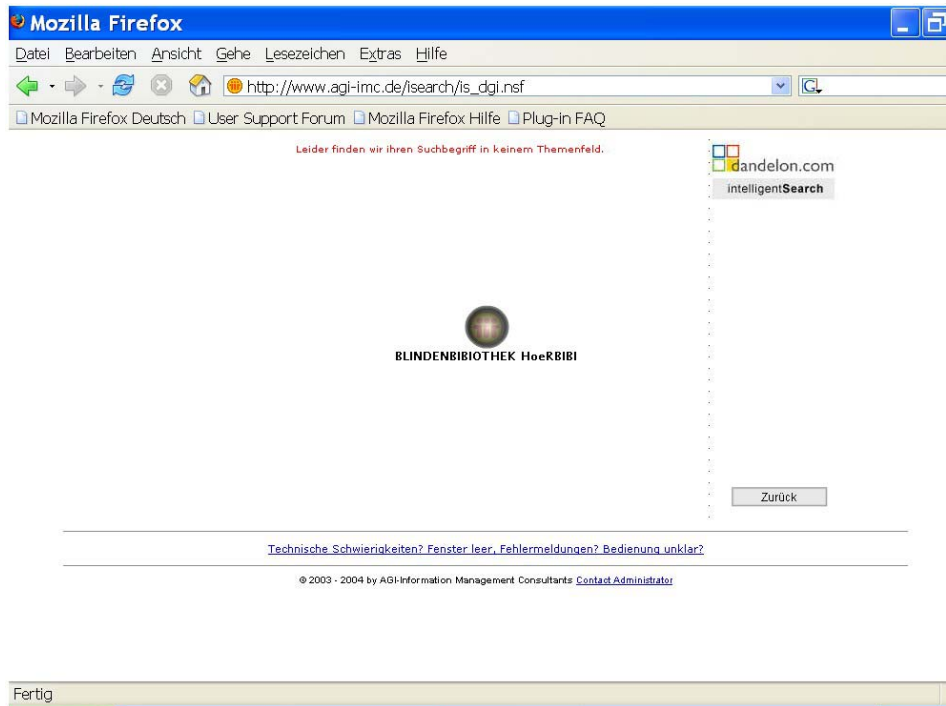 Mozilla Firefox
Datei Bearbeiten Ansicht Gehe Lesezeichen Extras Hilfe
http://www.agi-imc.de/isearch/is_dgi.nsf
G
Mozilla Firefox Deutsch User Support Forum Mozilla Firefox Hilfe Plug-in FAQ
Leider finden wir ihren Suchbegriff in keinem Themenfeld.
dandelon.com
intelligentSearch
BLINDENBIBIOTHEK HoeRBIBI
Zurück
Technische Schwierigkeiten? Fenster leer, Fehlermeldungen? Bedienung unklar?
© 2003 - 2004 by AGI-Information Management Consultants Contact Administrator
Fertig